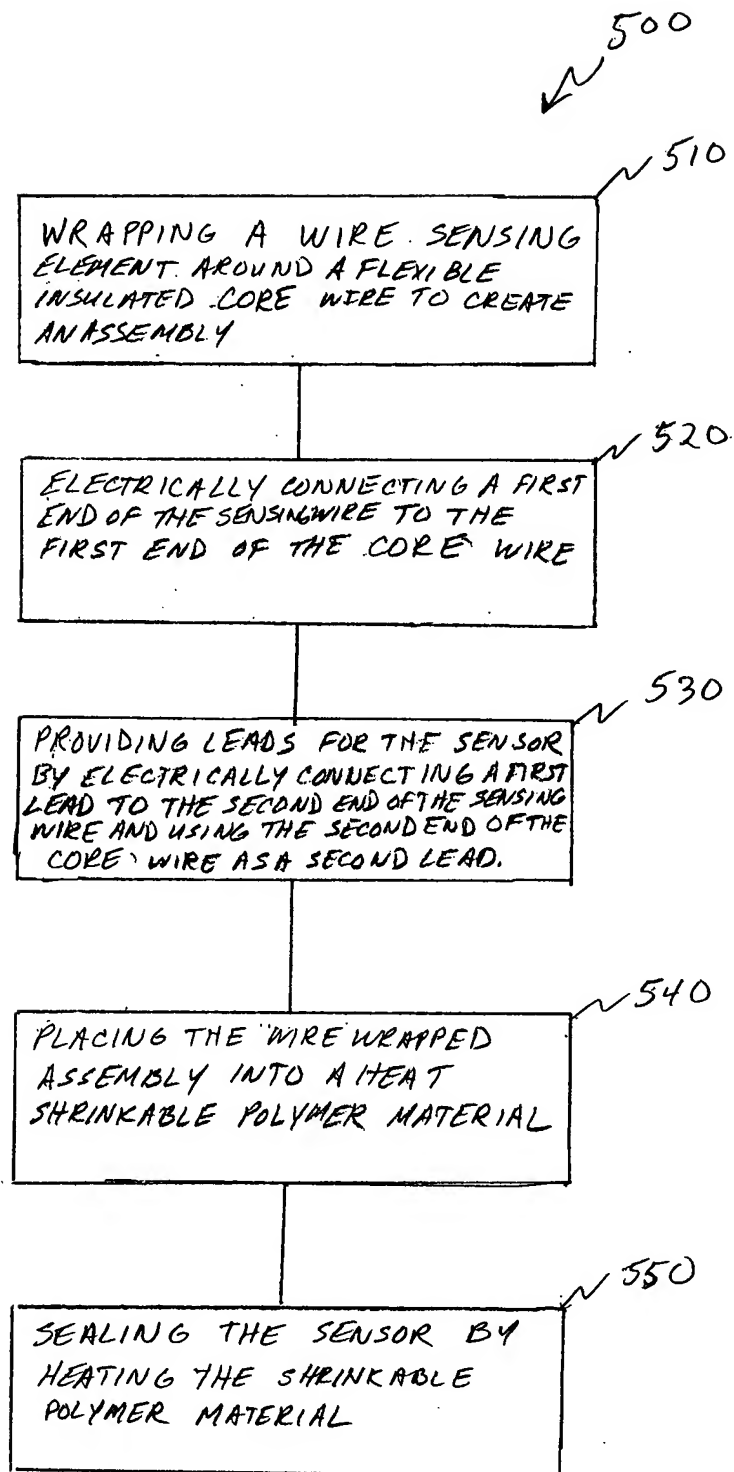 500
510
WRAPPING A WIRE SENSING
ELEMENT AROUND A FLEXIBLE
INSULATED CORE WIRE TO CREATE
AN ASSEMBLY
520
ELECTRICALLY CONNECTING A FIRST
END OF THE SENSING WIRE TO THE
FIRST END OF THE CORE WIRE
530
PROVIDING LEADS FOR THE SENSOR
BY ELECTRICALLY CONNECTING A FIRST
LEAD TO THE SECOND END OF THE SENSING
WIRE AND USING THE SECOND END OF THE
CORE WIRE AS A SECOND LEAD.
540
PLACING THE WIRE WRAPPED
ASSEMBLY INTO A HEAT
SHRINKABLE POLYMER MATERIAL
550
SEALING THE SENSOR BY
HEATING THE SHRINKABLE
POLYMER MATERIAL